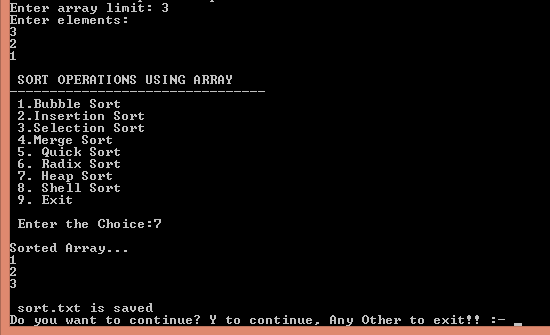 Enter array limit: 3
Enter elements:
3
2
1
SORT OPERATIONS USING ARRAY
--------------------------------
1.Bubble Sort
2.Insertion Sort
3.Selection Sort
4.Merge Sort
5. Quick Sort
6. Radix Sort
7. Heap Sort
8. Shell Sort
9. Exit
Enter the Choice:7
Sorted Array...
1
2
3
sort.txt is saved
Do you want to continue? Y to continue, Any Other to exit!! :- _